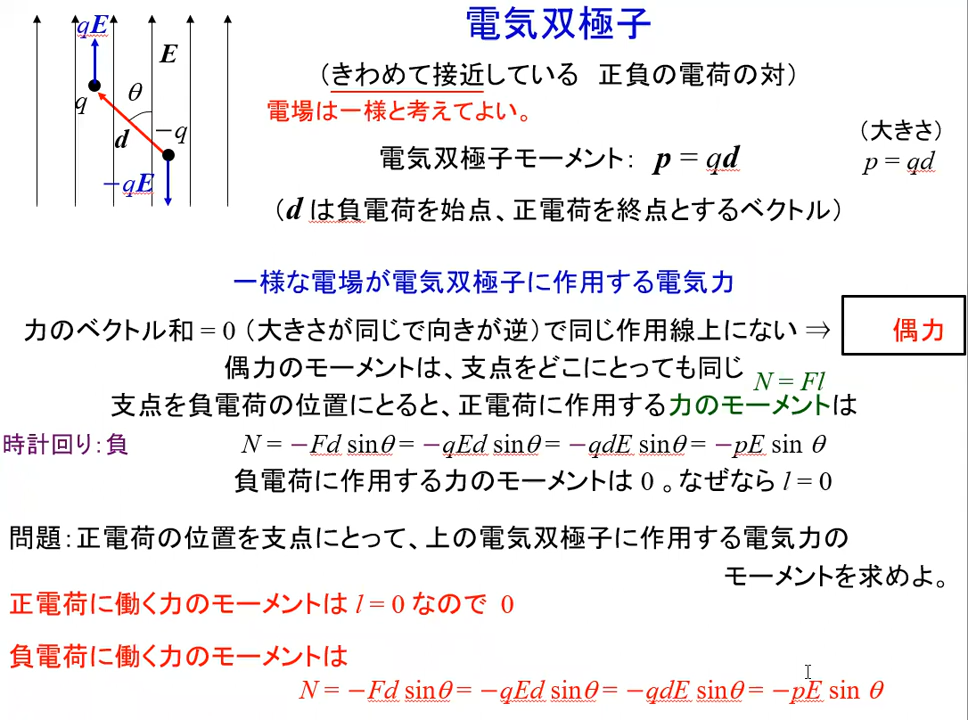 電気双極子
qE
E
q
θ
d
−q
−qE
（きわめて接近している 正負の電荷の対）
電場は一様と考えてよい。
（大きさ）
電気双極子モーメント： p = qd
p = qd
（d は負電荷を始点、正電荷を終点とするベクトル）
一様な電場が電気双極子に作用する電気力
力のベクトル和 = 0 （大きさが同じで向きが逆）で同じ作用線上にない ⇒ 偶力
偶力のモーメントは、支点をどこにとっても同じ
N = Fl
支点を負電荷の位置にとると、正電荷に作用する力のモーメントは
時計回り：負
N = −Fd sinθ = −qEd sinθ = −qdE sinθ = −pE sin θ
負電荷に作用する力のモーメントは 0 。なぜなら l = 0
問題：正電荷の位置を支点にとって、上の電気双極子に作用する電気力の
モーメントを求めよ。
正電荷に働く力のモーメントは l = 0 なので 0
負電荷に働く力のモーメントは
N = −Fd sinθ = −qEd sinθ = −qdE sinθ = −pE sin θ